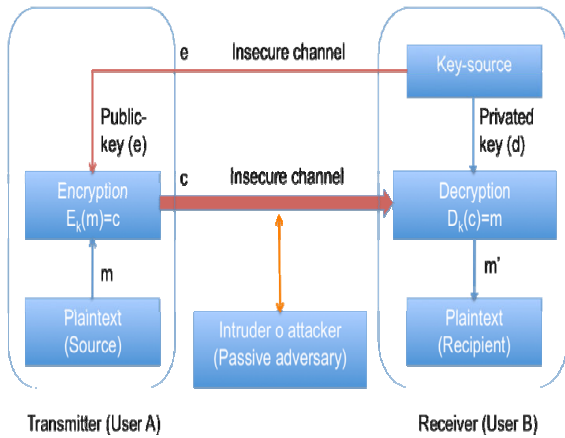 e
Insecure channel
Key-source
Public-
key (e)
Privated
key (d)
Encryption
Eₖ(m)=c
c
Insecure channel
Decryption
Dₖ(c)=m
m
m'
Plaintext
(Source)
Intruder o attacker
(Passive adversary)
Plaintext
(Recipient)
Transmitter (User A)
Receiver (User B)